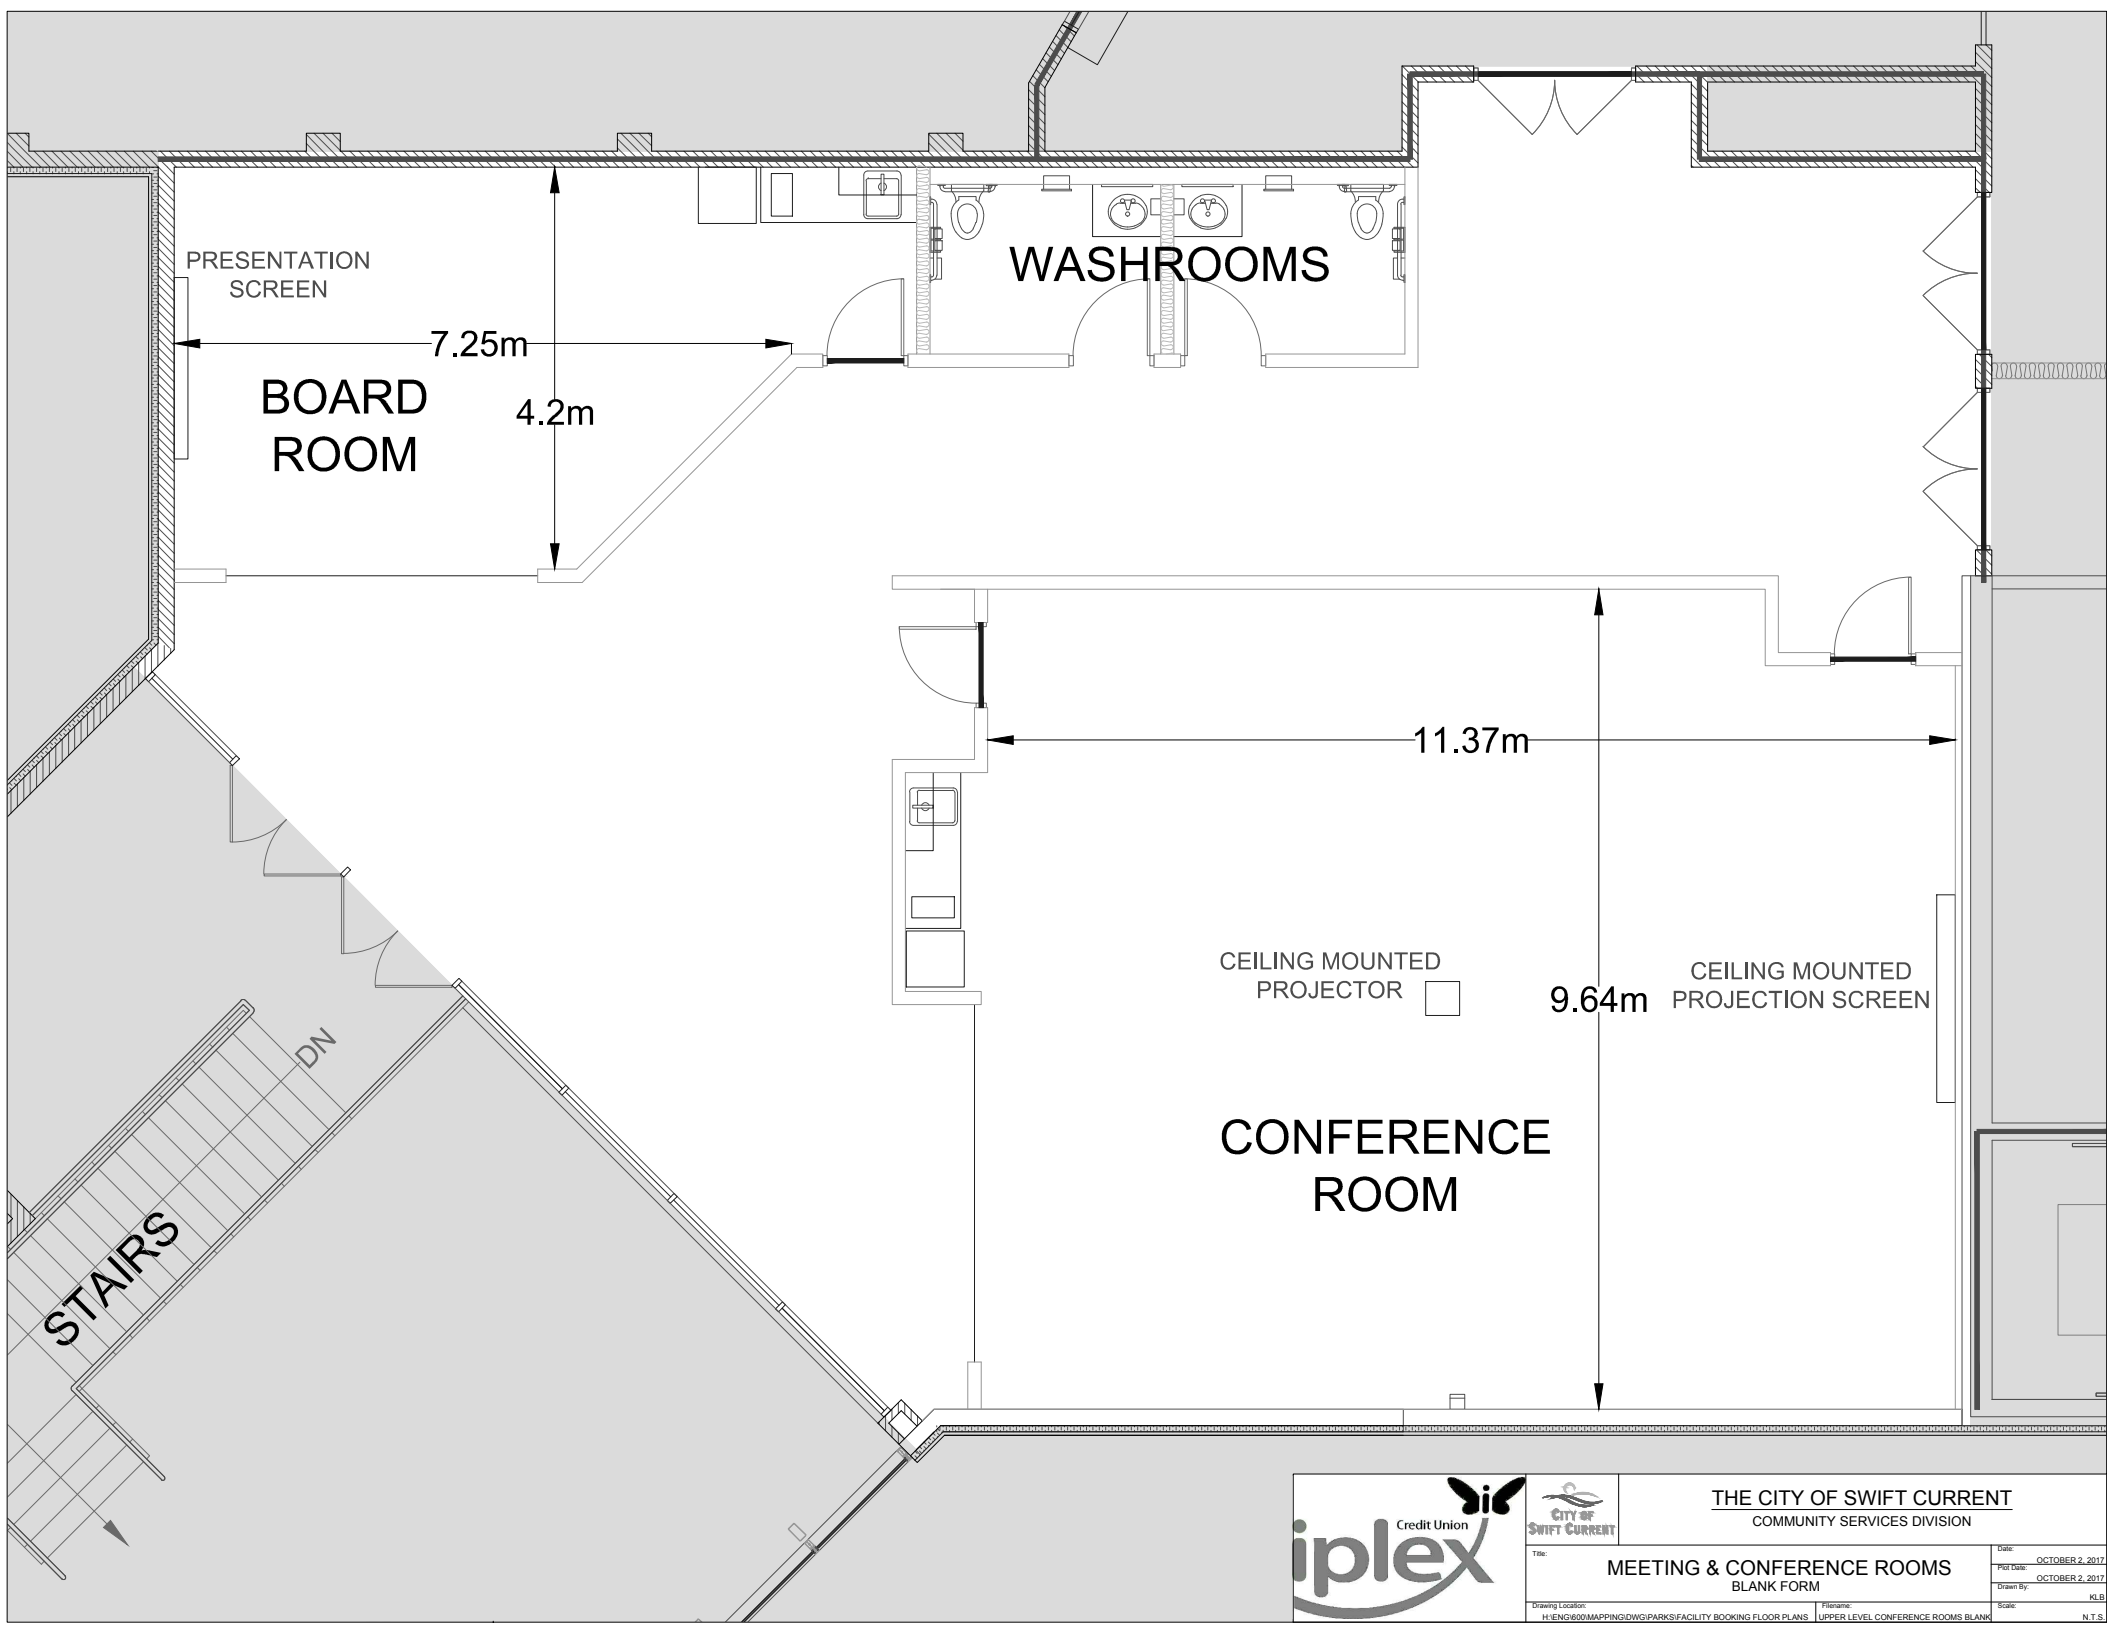 WASHROOMS
PRESENTATION
SCREEN
7.25m
BOARD
ROOM
4.2m
11.37m
CEILING MOUNTED
PROJECTOR
9.64m
CEILING MOUNTED
PROJECTION SCREEN
DN
CONFERENCE
ROOM
STAIRS
Credit Union
iplex
CITY OF
SWIFT CURRENT
THE CITY OF SWIFT CURRENT
COMMUNITY SERVICES DIVISION
Title:
MEETING & CONFERENCE ROOMS
BLANK FORM
Date:
OCTOBER 2, 2017
Plot Date:
OCTOBER 2, 2017
Drawn By:
KLB
Drawing Location:
H:\ENG\600\MAPPING\DWG\PARKS\FACILITY BOOKING FLOOR PLANS
Filename:
UPPER LEVEL CONFERENCE ROOMS BLANK
Scale:
N.T.S.